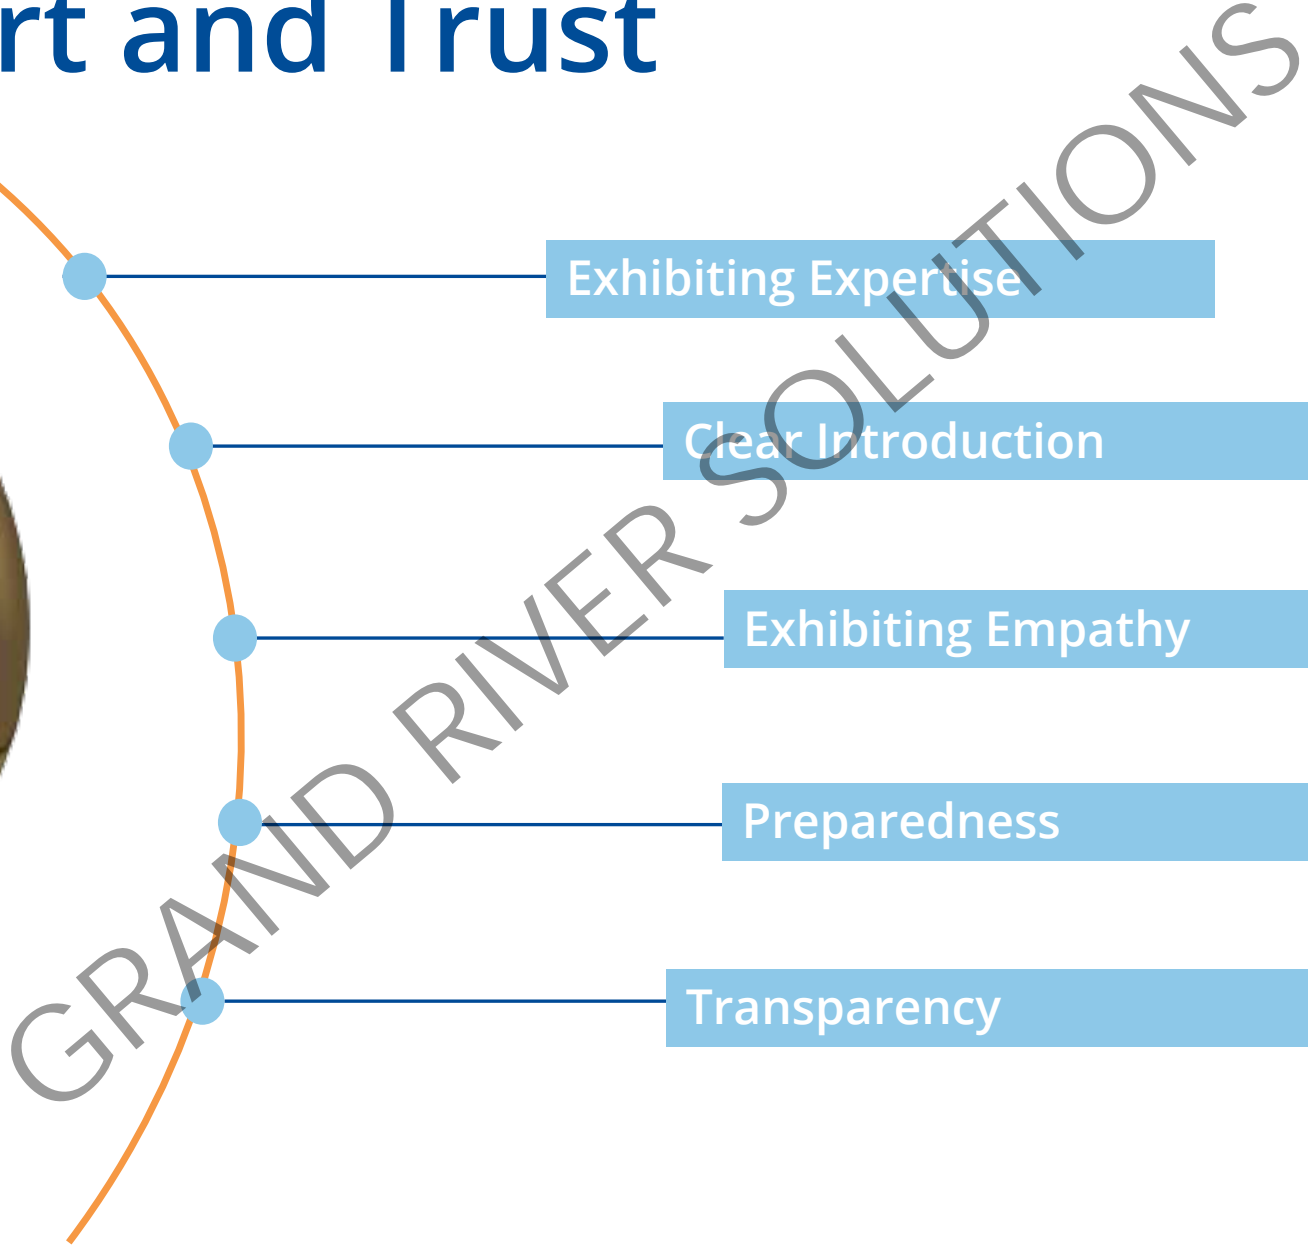 rt and Trust
Exhibiting Expertise
Clear Introduction
Exhibiting Empathy
Preparedness
Transparency
GRAND RIVER SOLUTIONS